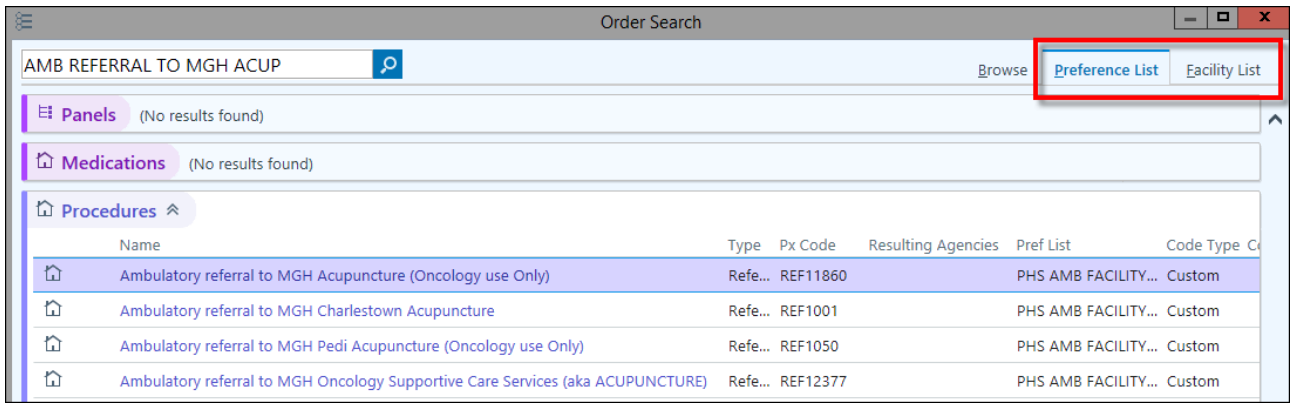 Order Search
AMB REFERRAL TO MGH ACUP
Browse Preference List Facility List
Panels (No results found)
Medications (No results found)
Procedures
Name Type Px Code Resulting Agencies Pref List Code Type
Ambulatory referral to MGH Acupuncture (Oncology use Only) Refe... REF11860 PHS AMB FACILITY... Custom
Ambulatory referral to MGH Charlestown Acupuncture Refe... REF1001 PHS AMB FACILITY... Custom
Ambulatory referral to MGH Pedi Acupuncture (Oncology use Only) Refe... REF1050 PHS AMB FACILITY... Custom
Ambulatory referral to MGH Oncology Supportive Care Services (aka ACUPUNCTURE) Refe... REF12377 PHS AMB FACILITY... Custom